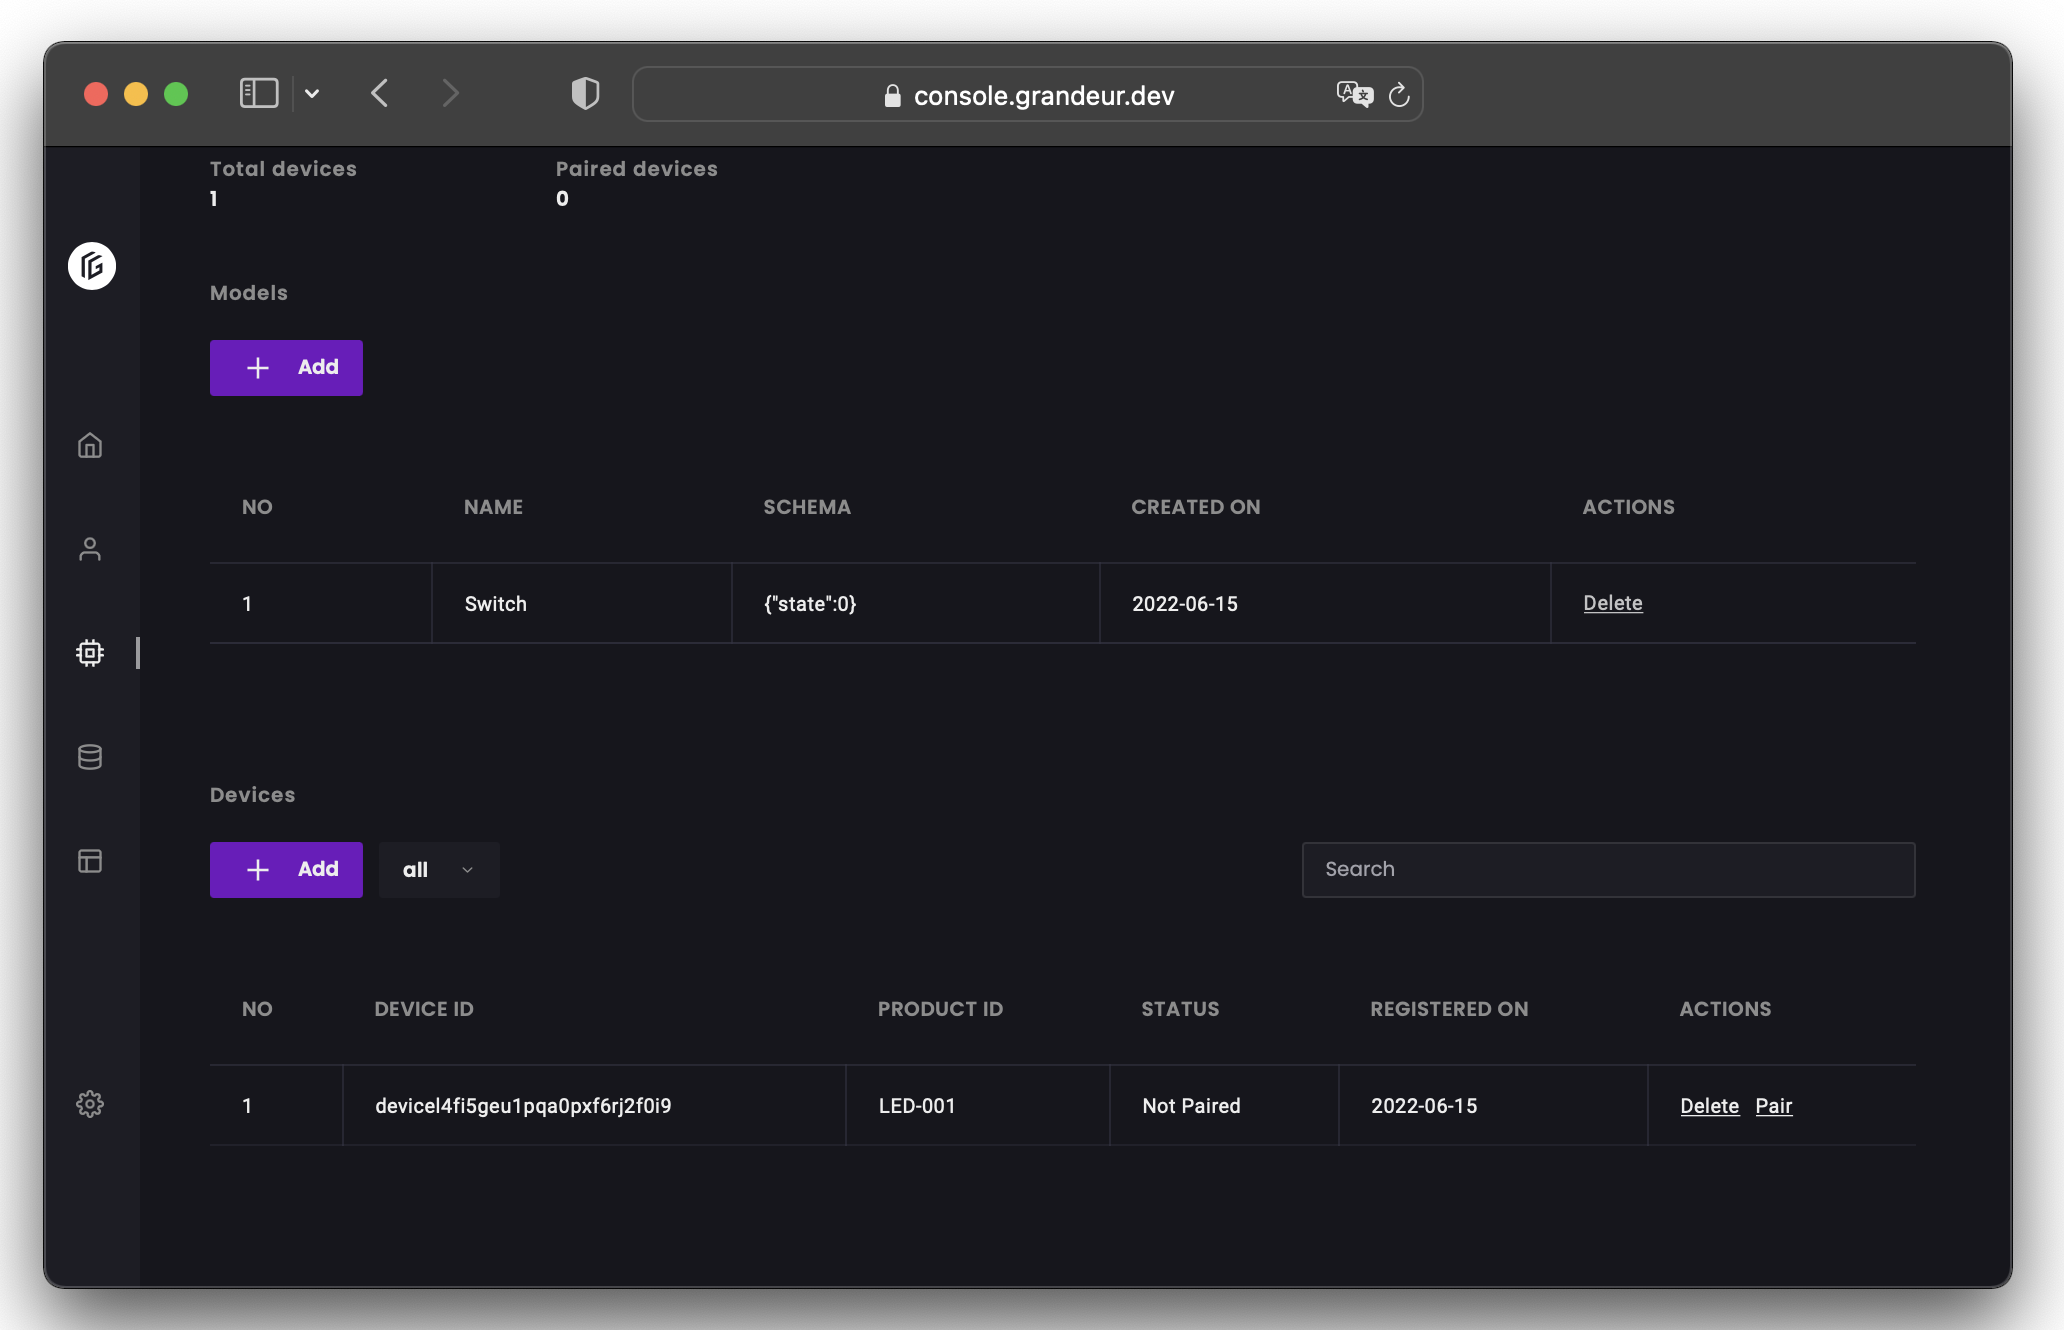 console.grandeur.dev
Total devices Paired devices
1 0
Models
Add
NO NAME SCHEMA CREATED ON ACTIONS
1 Switch {"state":0} 2022-06-15 Delete
Devices
Add all Search
NO DEVICE ID PRODUCT ID STATUS REGISTERED ON ACTIONS
1 devicel4fi5geu1pqa0pxf6rj2f0i9 LED-001 Not Paired 2022-06-15 Delete Pair